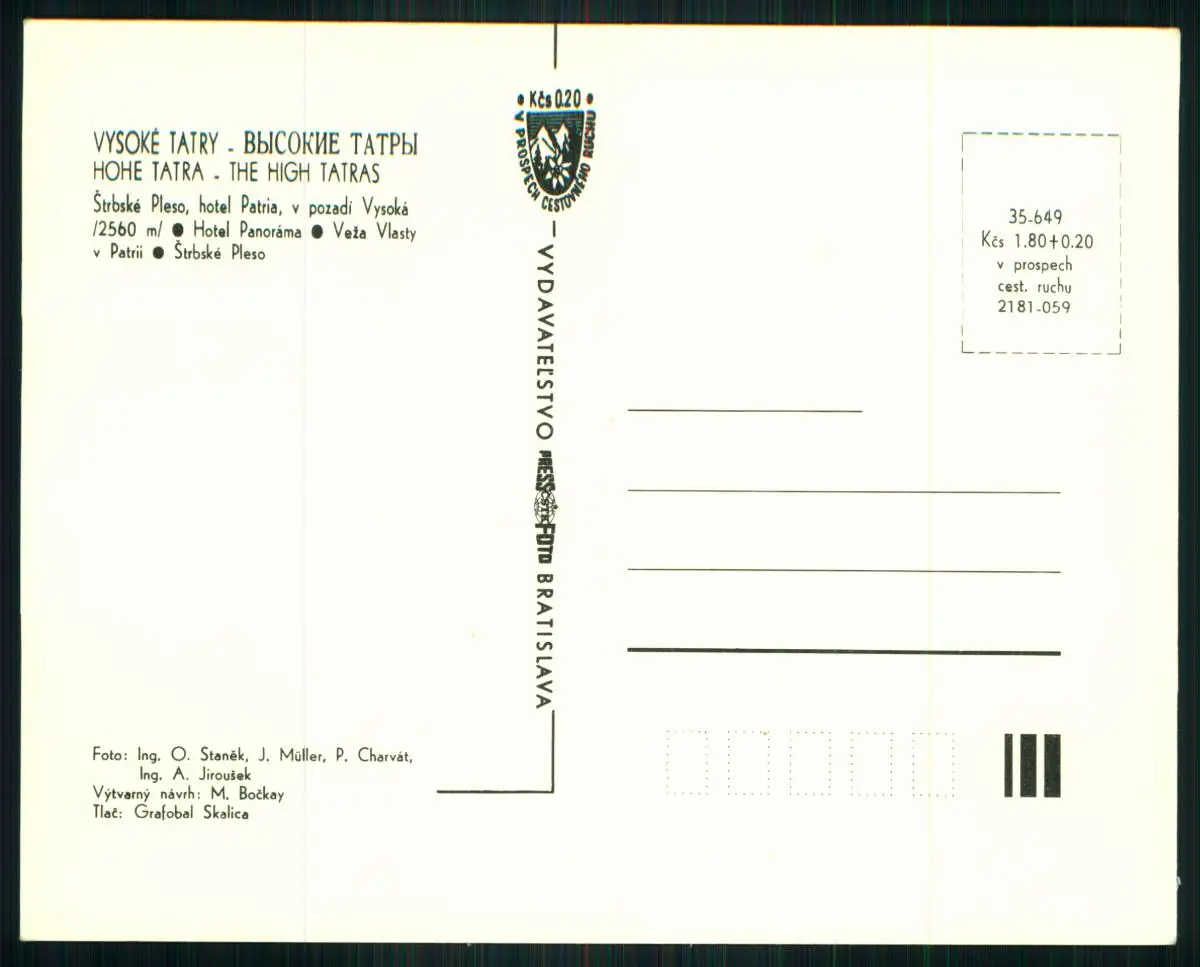 VYSOKÉ TATRY - ВЫСОКИЕ ТАТРЫ
HOHE TATRA - THE HIGH TATRAS
Štrbské Pleso, hotel Patria, v pozadí Vysoká
/2560 m/ ● Hotel Panoráma ● Veža Vlasty
v Patrii ● Štrbské Pleso
• Kčs 0.20 •
V PROSPECH CESTOVNÉHO RUCHU
— VYDAVATEĽSTVO PRESSFOTO BRATISLAVA
ČSTK
35-649
Kčs 1.80+0.20
v prospech
cest. ruchu
2181-059
Foto: Ing. O. Staněk, J. Müller, P. Charvát,
Ing. A. Jiroušek
Výtvarný návrh: M. Bočkay
Tlač: Grafobal Skalica